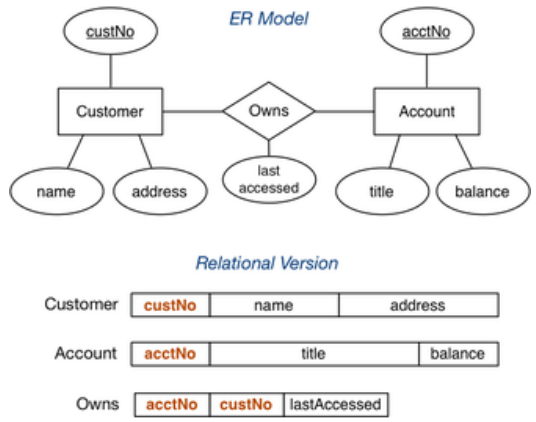 ER Model
custNo
acctNo
Customer
Owns
Account
name
address
last
accessed
title
balance
Relational Version
Customer custNo name address
Account acctNo title balance
Owns acctNo custNo lastAccessed